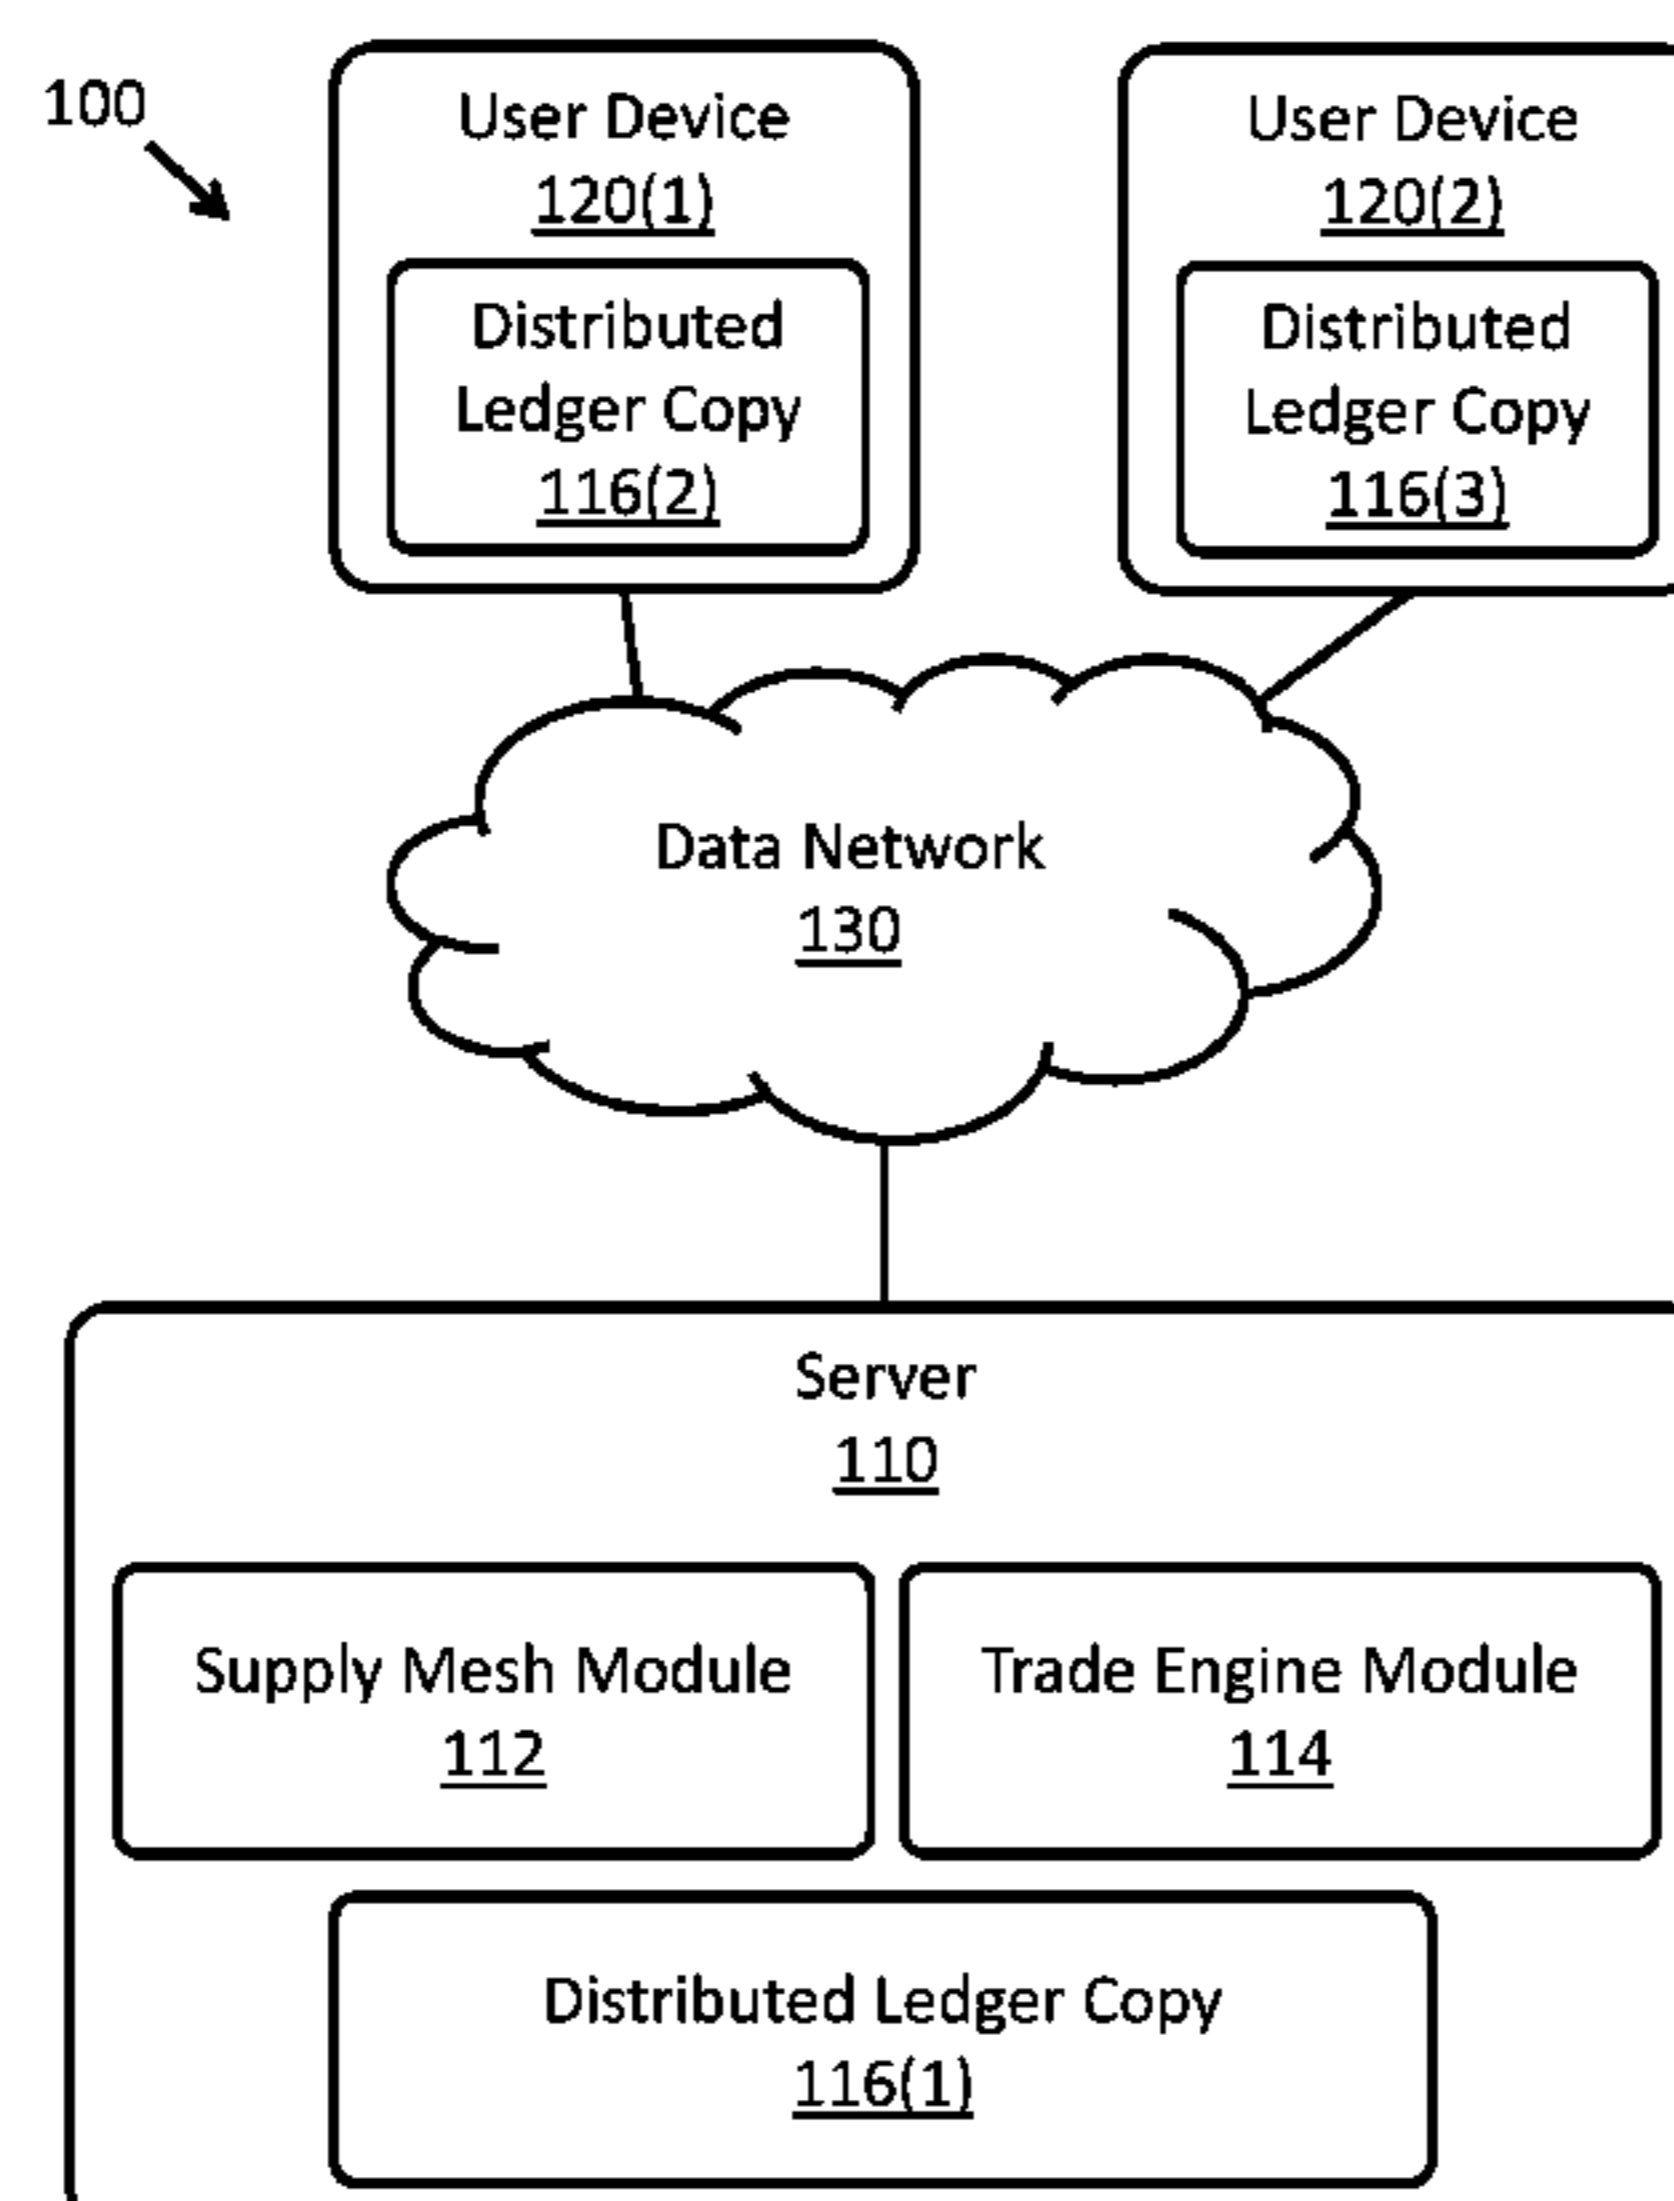 100
User Device
120(1)
Distributed
Ledger Copy
116(2)
User Device
120(2)
Distributed
Ledger Copy
116(3)
Data Network
130
Server
110
Supply Mesh Module
112
Trade Engine Module
114
Distributed Ledger Copy
116(1)